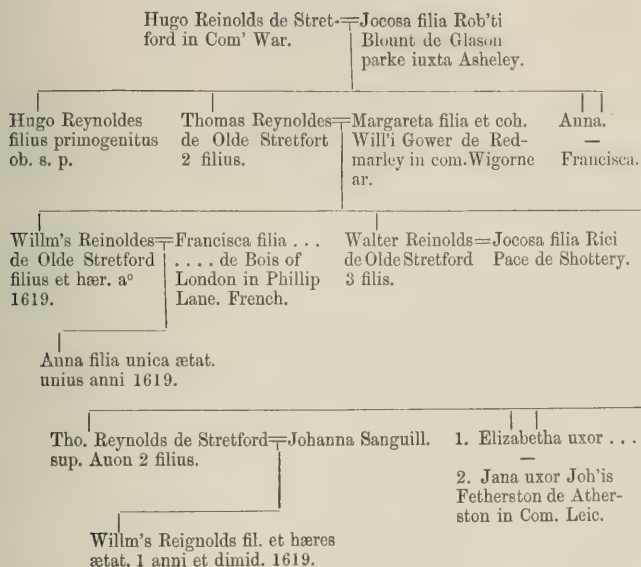 Hugo Reinolds de Stret-
ford in Com' War.
Jocosa filia Rob'ti
Blount de Glason
parke iuxta Asheley.
Hugo Reynoldes
filius primogenitus
ob. s. p.
Thomas Reynoldes
de Olde Stretfort
2 filius.
Margareta filia et coh.
Will'i Gower de Red-
marley in com. Wigorne
ar.
Anna.
—
Francisca.
Willm's Reinoldes
de Olde Stretford
filius et hær. aº
1619.
Francisca filia . . .
. . . . de Bois of
London in Phillip
Lane. French.
Walter Reinolds
de Olde Stretford
3 filis.
Jocosa filia Rici
Pace de Shottery.
Anna filia unica ætat.
unius anni 1619.
Tho. Reynolds de Stretford
sup. Auon 2 filius.
Johanna Sanguill.
1. Elizabetha uxor . . .
—
2. Jana uxor Joh'is
Fetherston de Ather-
ston in Com. Leic.
Willm's Reignolds fil. et hæres
ætat. 1 anni et dimid. 1619.